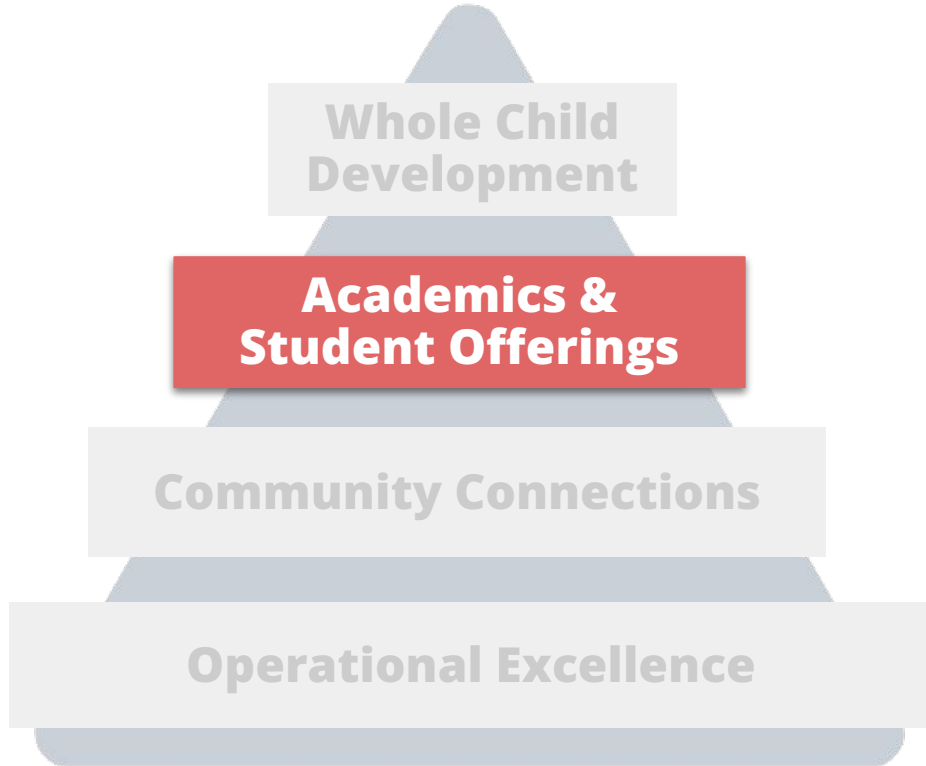 Whole Child
Development
Academics &
Student Offerings
Community Connections
Operational Excellence